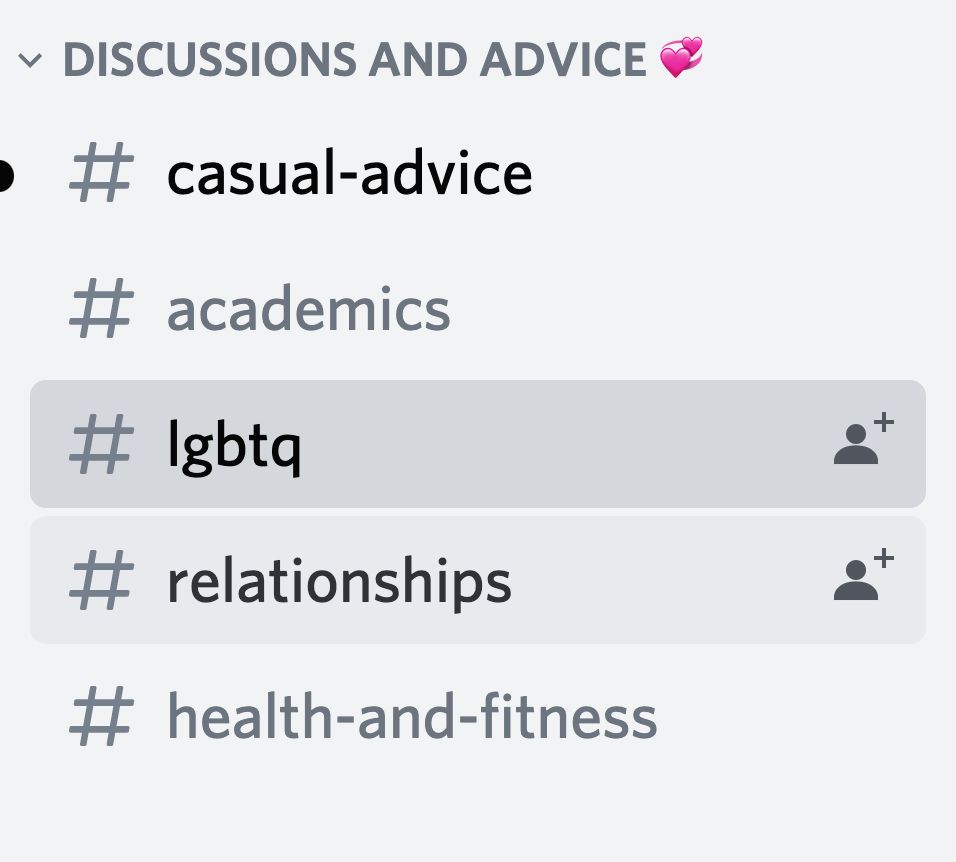 DISCUSSIONS AND ADVICE 💞
# casual-advice
# academics
# lgbtq
# relationships
# health-and-fitness